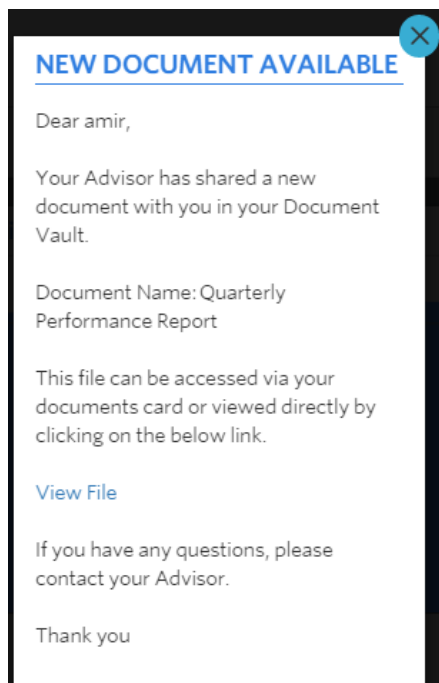 NEW DOCUMENT AVAILABLE
Dear amir,
Your Advisor has shared a new
document with you in your Document
Vault.
Document Name: Quarterly
Performance Report
This file can be accessed via your
documents card or viewed directly by
clicking on the below link.
View File
If you have any questions, please
contact your Advisor.
Thank you